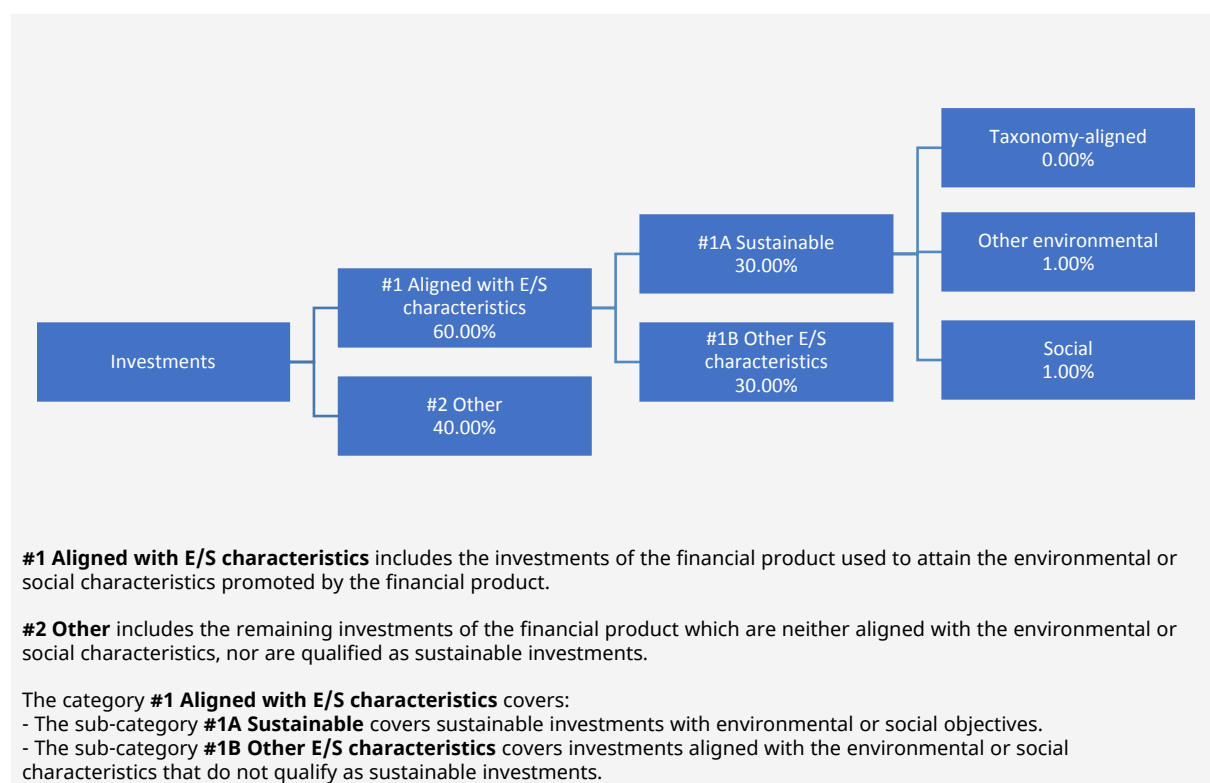 Investments
#1 Aligned with E/S
characteristics
60.00%
#2 Other
40.00%
#1A Sustainable
30.00%
#1B Other E/S
characteristics
30.00%
Taxonomy-aligned
0.00%
Other environmental
1.00%
Social
1.00%
#1 Aligned with E/S characteristics includes the investments of the financial product used to attain the environmental or
social characteristics promoted by the financial product.
#2 Other includes the remaining investments of the financial product which are neither aligned with the environmental or
social characteristics, nor are qualified as sustainable investments.
The category #1 Aligned with E/S characteristics covers:
- The sub-category #1A Sustainable covers sustainable investments with environmental or social objectives.
- The sub-category #1B Other E/S characteristics covers investments aligned with the environmental or social
characteristics that do not qualify as sustainable investments.